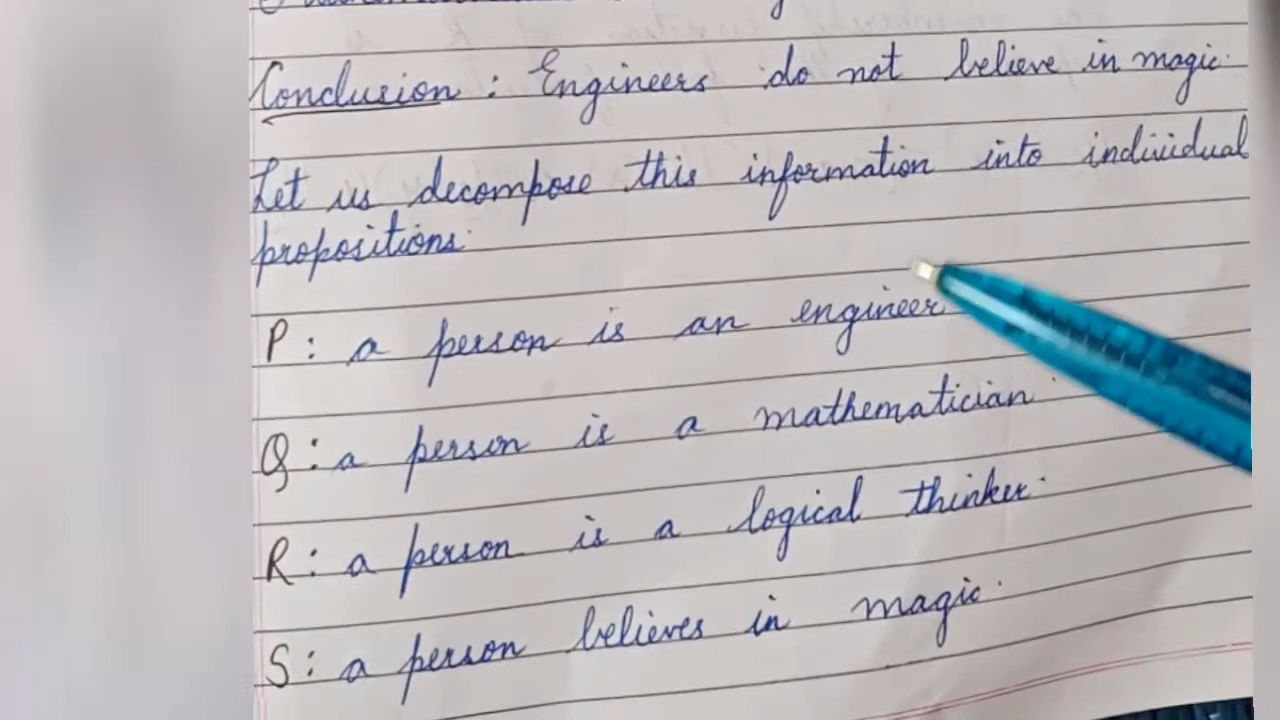 Conclusion : Engineers do not believe in magic.
Let us decompose this information into individual
propositions.
P : a person is an engineer
Q : a person is a mathematician.
R : a person is a logical thinker.
S : a person believes in magic.